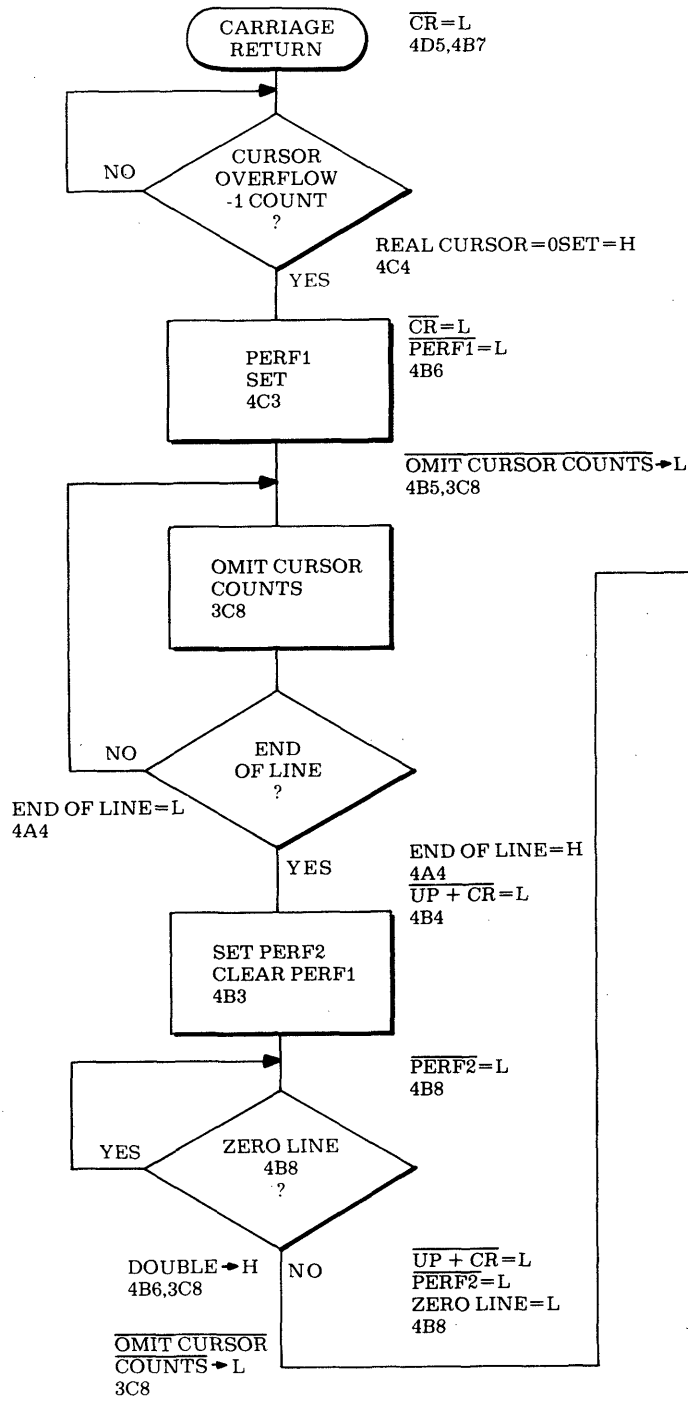 CARRIAGE
RETURN
CR=L
4D5,4B7
NO
CURSOR
OVERFLOW
-1 COUNT
?
REAL CURSOR=0SET=H
4C4
YES
PERF1
SET
4C3
CR=L
PERF1=L
4B6
OMIT CURSOR COUNTS→L
4B5,3C8
OMIT CURSOR
COUNTS
3C8
NO
END
OF LINE
?
END OF LINE=L
4A4
YES
END OF LINE=H
4A4
UP + CR=L
4B4
SET PERF2
CLEAR PERF1
4B3
PERF2=L
4B8
YES
ZERO LINE
4B8
?
DOUBLE→H
4B6,3C8
NO
UP + CR=L
PERF2=L
ZERO LINE=L
4B8
OMIT CURSOR
COUNTS→L
3C8